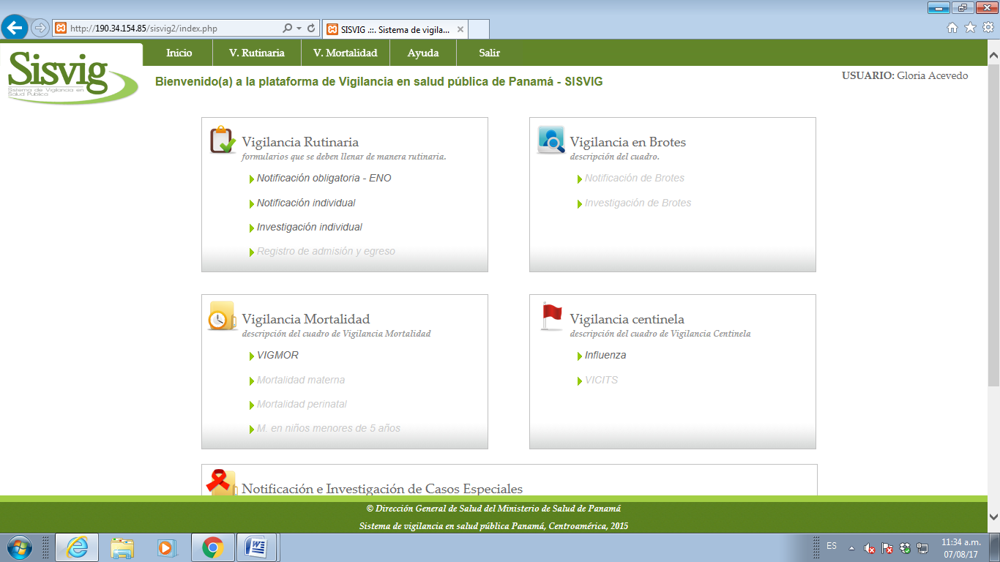 http://190.34.154.85/sisvig2/index.php
SISVIG .::. Sistema de vigila...
Sisvig
Sistema de Vigilancia en
Salud Publica
Inicio
V. Rutinaria
V. Mortalidad
Ayuda
Salir
Bienvenido(a) a la plataforma de Vigilancia en salud pública de Panamá - SISVIG
USUARIO: Gloria Acevedo
Vigilancia Rutinaria
formularios que se deben llenar de manera rutinaria.
Notificación obligatoria - ENO
Notificación individual
Investigación individual
Registro de admisión y egreso
Vigilancia en Brotes
descripción del cuadro.
Notificación de Brotes
Investigación de Brotes
Vigilancia Mortalidad
descripción del cuadro de Vigilancia Mortalidad
VIGMOR
Mortalidad materna
Mortalidad perinatal
M. en niños menores de 5 años
Vigilancia centinela
descripción del cuadro de Vigilancia Centinela
Influenza
VICITS
Notificación e Investigación de Casos Especiales
© Dirección General de Salud del Ministerio de Salud de Panamá
Sistema de vigilancia en salud pública Panamá, Centroamérica, 2015
ES
11:34 a.m.
07/08/17